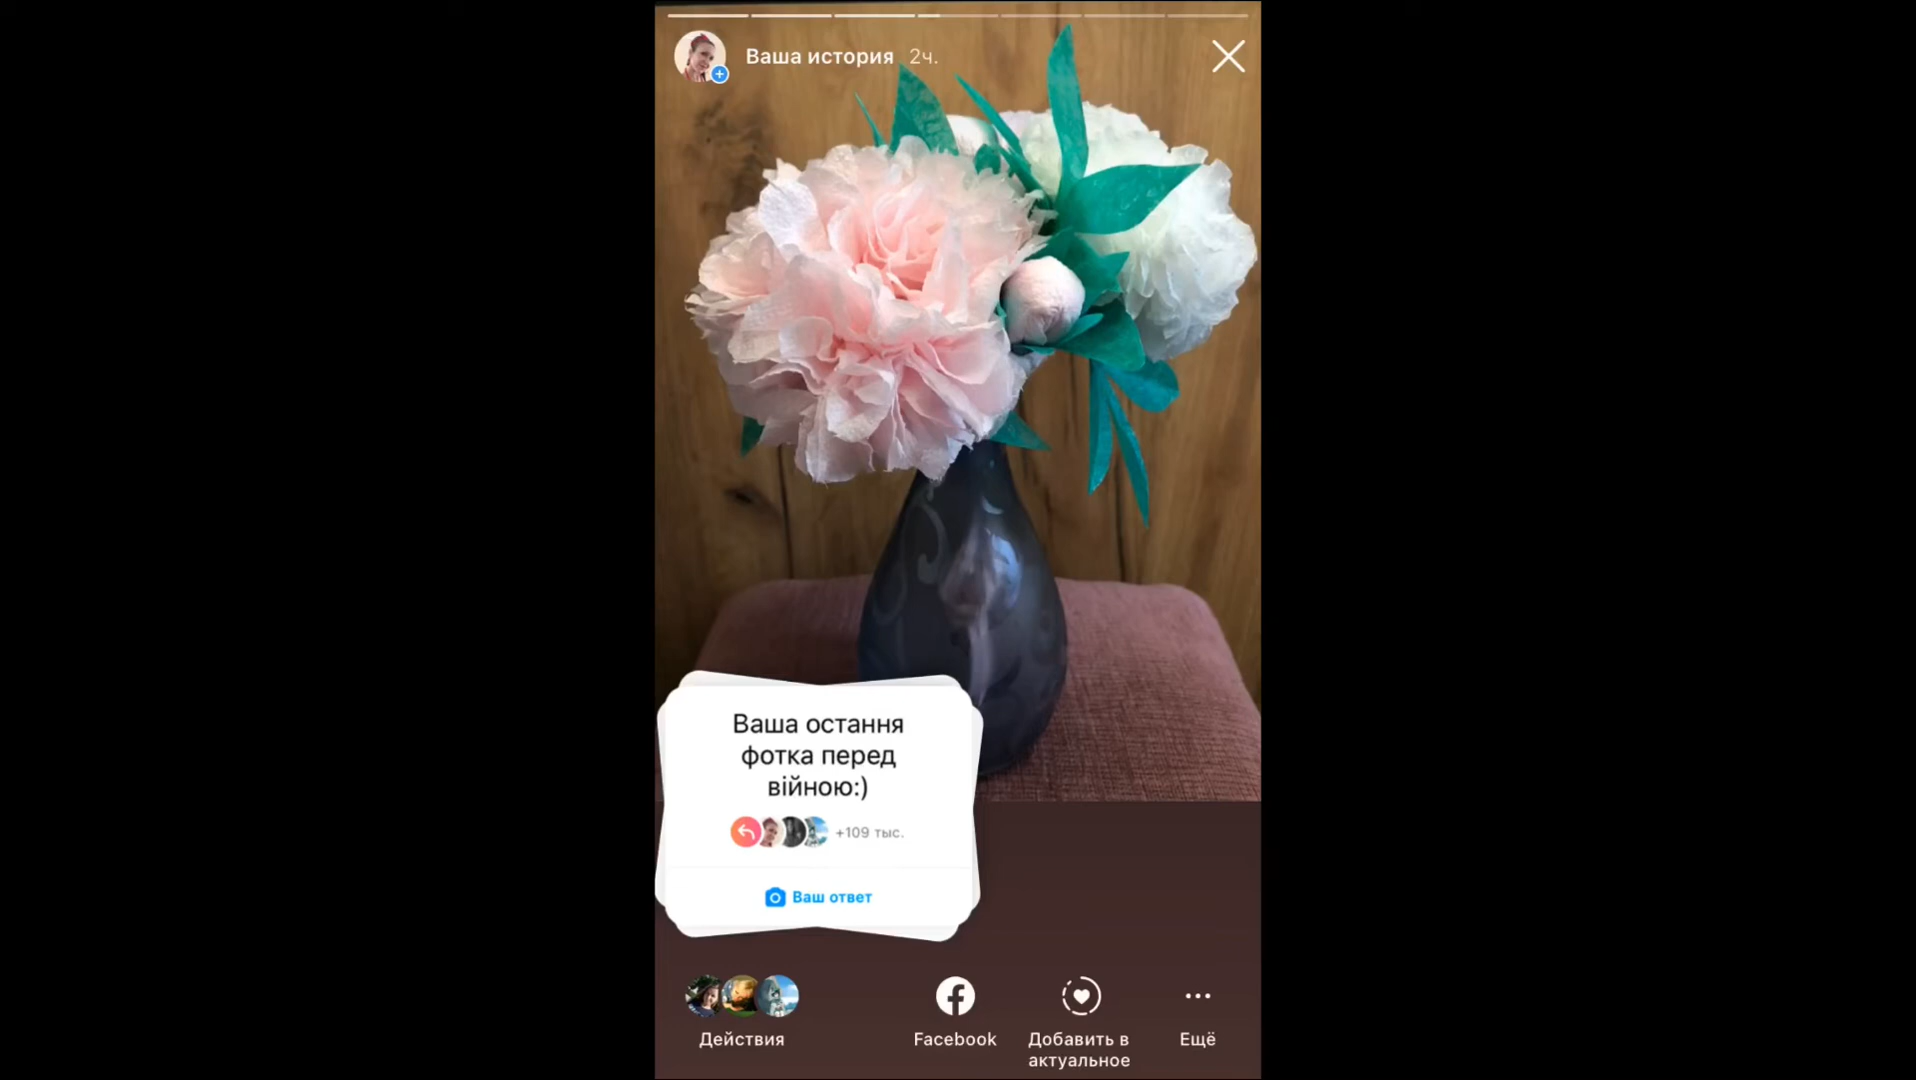 Ваша история 2ч.
Ваша остання
фотка перед
війною:)
+109 тыс.
Ваш ответ
Действия
Facebook
Добавить в
актуальное
Ещё